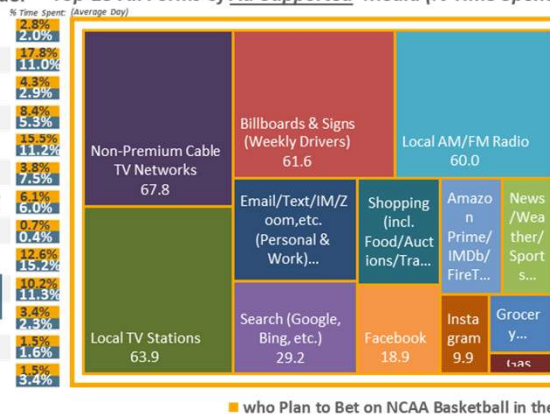 % Time Spent: (Average Day)
2.8%
2.0%
17.8%
11.0%
4.3%
2.9%
8.4%
5.3%
15.5%
11.2%
3.8%
7.5%
6.1%
6.0%
0.7%
0.4%
12.6%
15.2%
10.2%
11.3%
3.4%
2.3%
1.5%
1.6%
1.5%
3.4%
Non-Premium Cable
TV Networks
67.8
Local TV Stations
63.9
Billboards & Signs
(Weekly Drivers)
61.6
Local AM/FM Radio
60.0
Email/Text/IM/Z
oom,etc.
(Personal &
Work)...
Shopping
(incl.
Food/Auct
ions/Tra...
Amazo
n
Prime/
IMDb/
FireT...
News
/Wea
ther/
Sport
s...
Search (Google,
Bing, etc.)
29.2
Facebook
18.9
Insta
gram
9.9
Grocer
y...
Gas
who Plan to Bet on NCAA Basketball in the